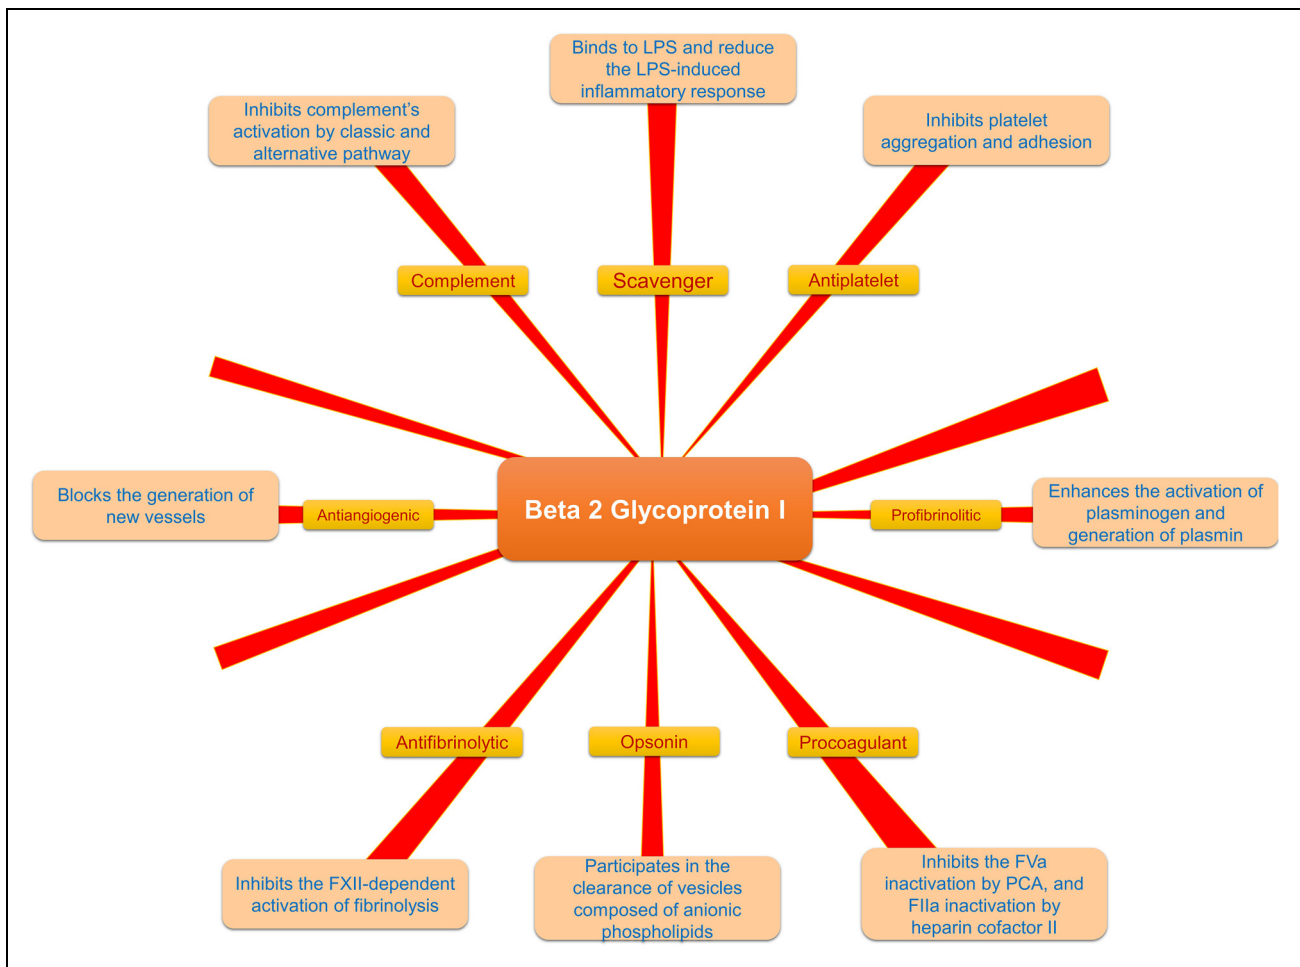 Binds to LPS and reduce
the LPS-induced
inflammatory response
Inhibits complement’s
activation by classic and
alternative pathway
Inhibits platelet
aggregation and adhesion
Complement
Scavenger
Antiplatelet
Blocks the generation of
new vessels
Antiangiogenic
Beta 2 Glycoprotein I
Profibrinolitic
Enhances the activation of
plasminogen and
generation of plasmin
Antifibrinolytic
Opsonin
Procoagulant
Inhibits the FXII-dependent
activation of fibrinolysis
Participates in the
clearance of vesicles
composed of anionic
phospholipids
Inhibits the FVa
inactivation by PCA, and
FIIa inactivation by
heparin cofactor II